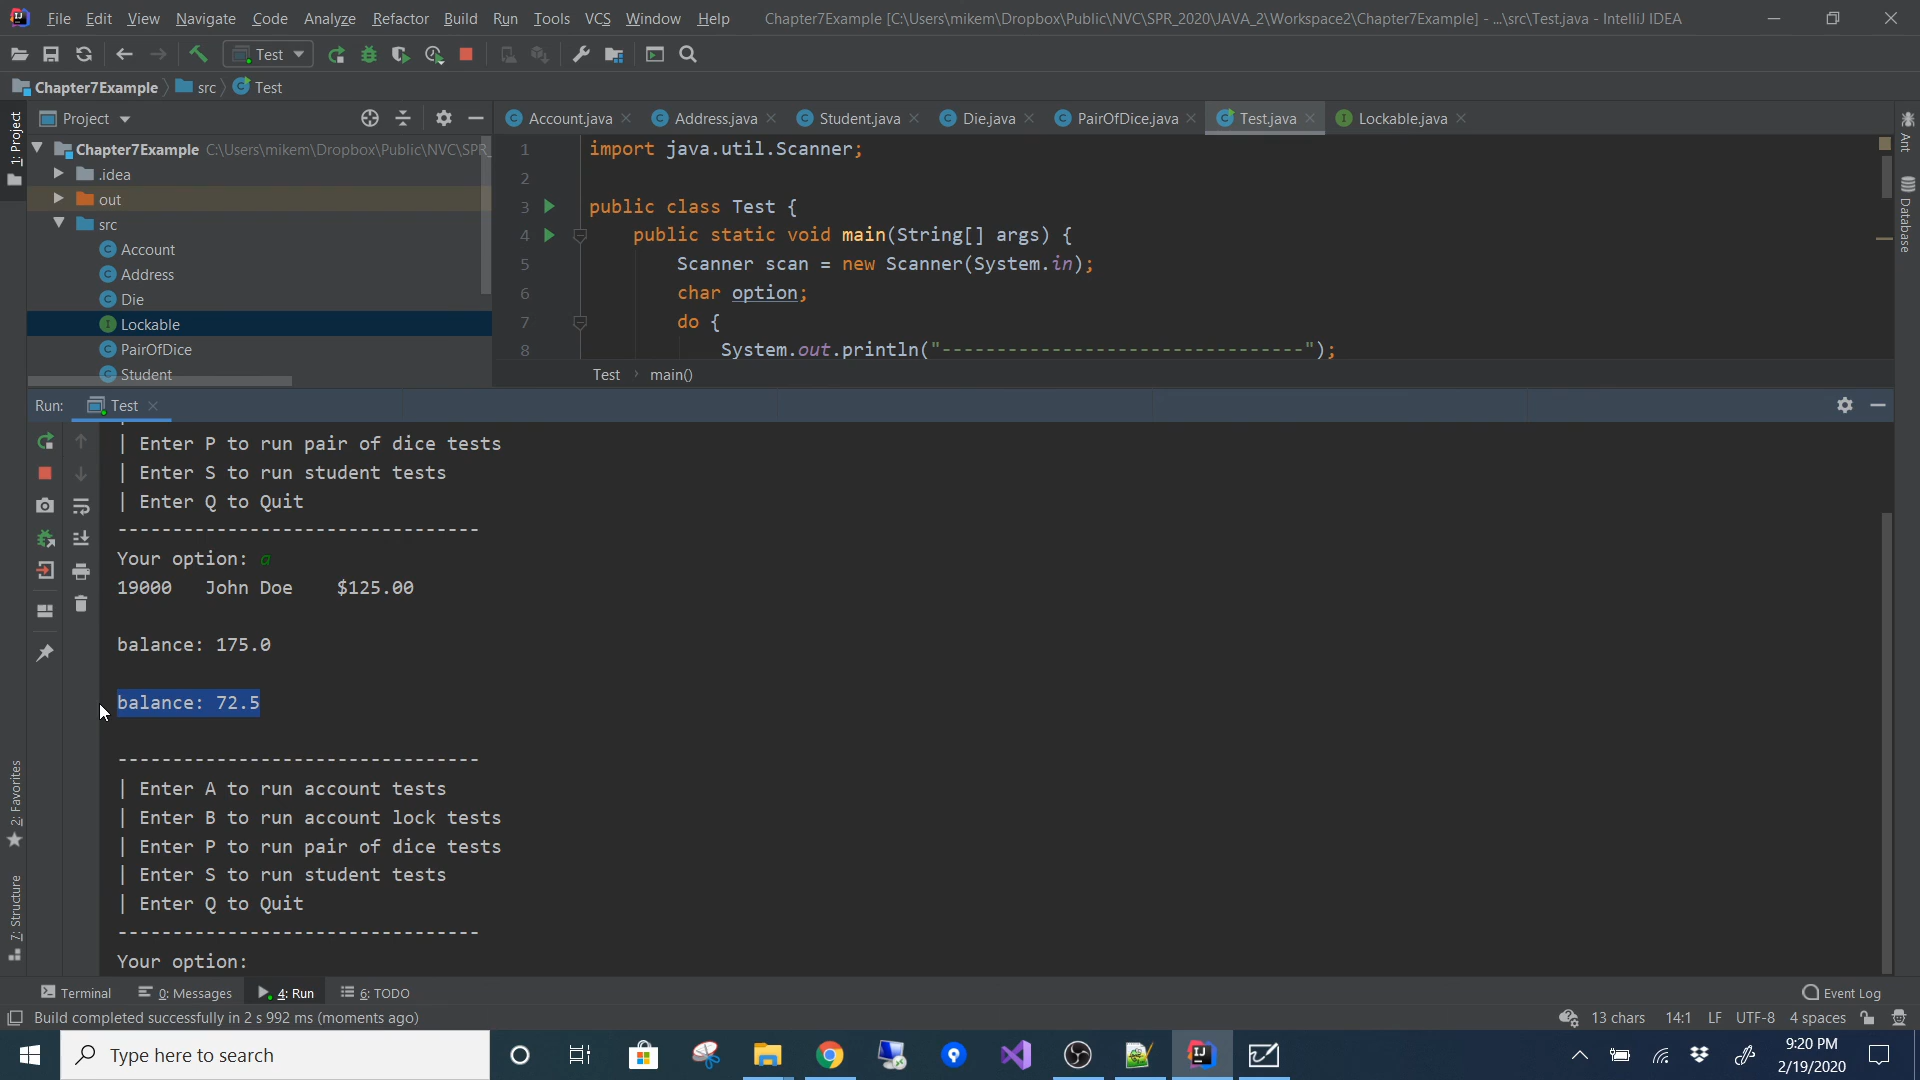 File Edit View Navigate Code Analyze Refactor Build Run Tools VCS Window Help Chapter7Example [C:\Users\mikem\Dropbox\Public\NVC\SPR_2020\JAVA_2\Workspace2\Chapter7Example] - ...\src\Test.java - IntelliJ IDEA
Test
Chapter7Example src Test
Project
Account.java Address.java Student.java Die.java PairOfDice.java Test.java Lockable.java
1: Project
Chapter7Example C:\Users\mikem\Dropbox\Public\NVC\SPR
.idea
out
src
Account
Address
Die
Lockable
PairOfDice
Student
1 import java.util.Scanner;
2
3 public class Test {
4 public static void main(String[] args) {
5 Scanner scan = new Scanner(System.in);
6 char option;
7 do {
8 System.out.println("---------------------------------");
Test main()
Ant
Database
Run: Test
| Enter P to run pair of dice tests
| Enter S to run student tests
| Enter Q to Quit
---------------------------------
Your option: a
19000 John Doe $125.00
balance: 175.0
balance: 72.5
---------------------------------
| Enter A to run account tests
| Enter B to run account lock tests
| Enter P to run pair of dice tests
| Enter S to run student tests
| Enter Q to Quit
---------------------------------
Your option:
2: Favorites
7: Structure
Terminal 0: Messages 4: Run 6: TODO Event Log
Build completed successfully in 2 s 992 ms (moments ago) 13 chars 14:1 LF UTF-8 4 spaces
Type here to search
9:20 PM
2/19/2020